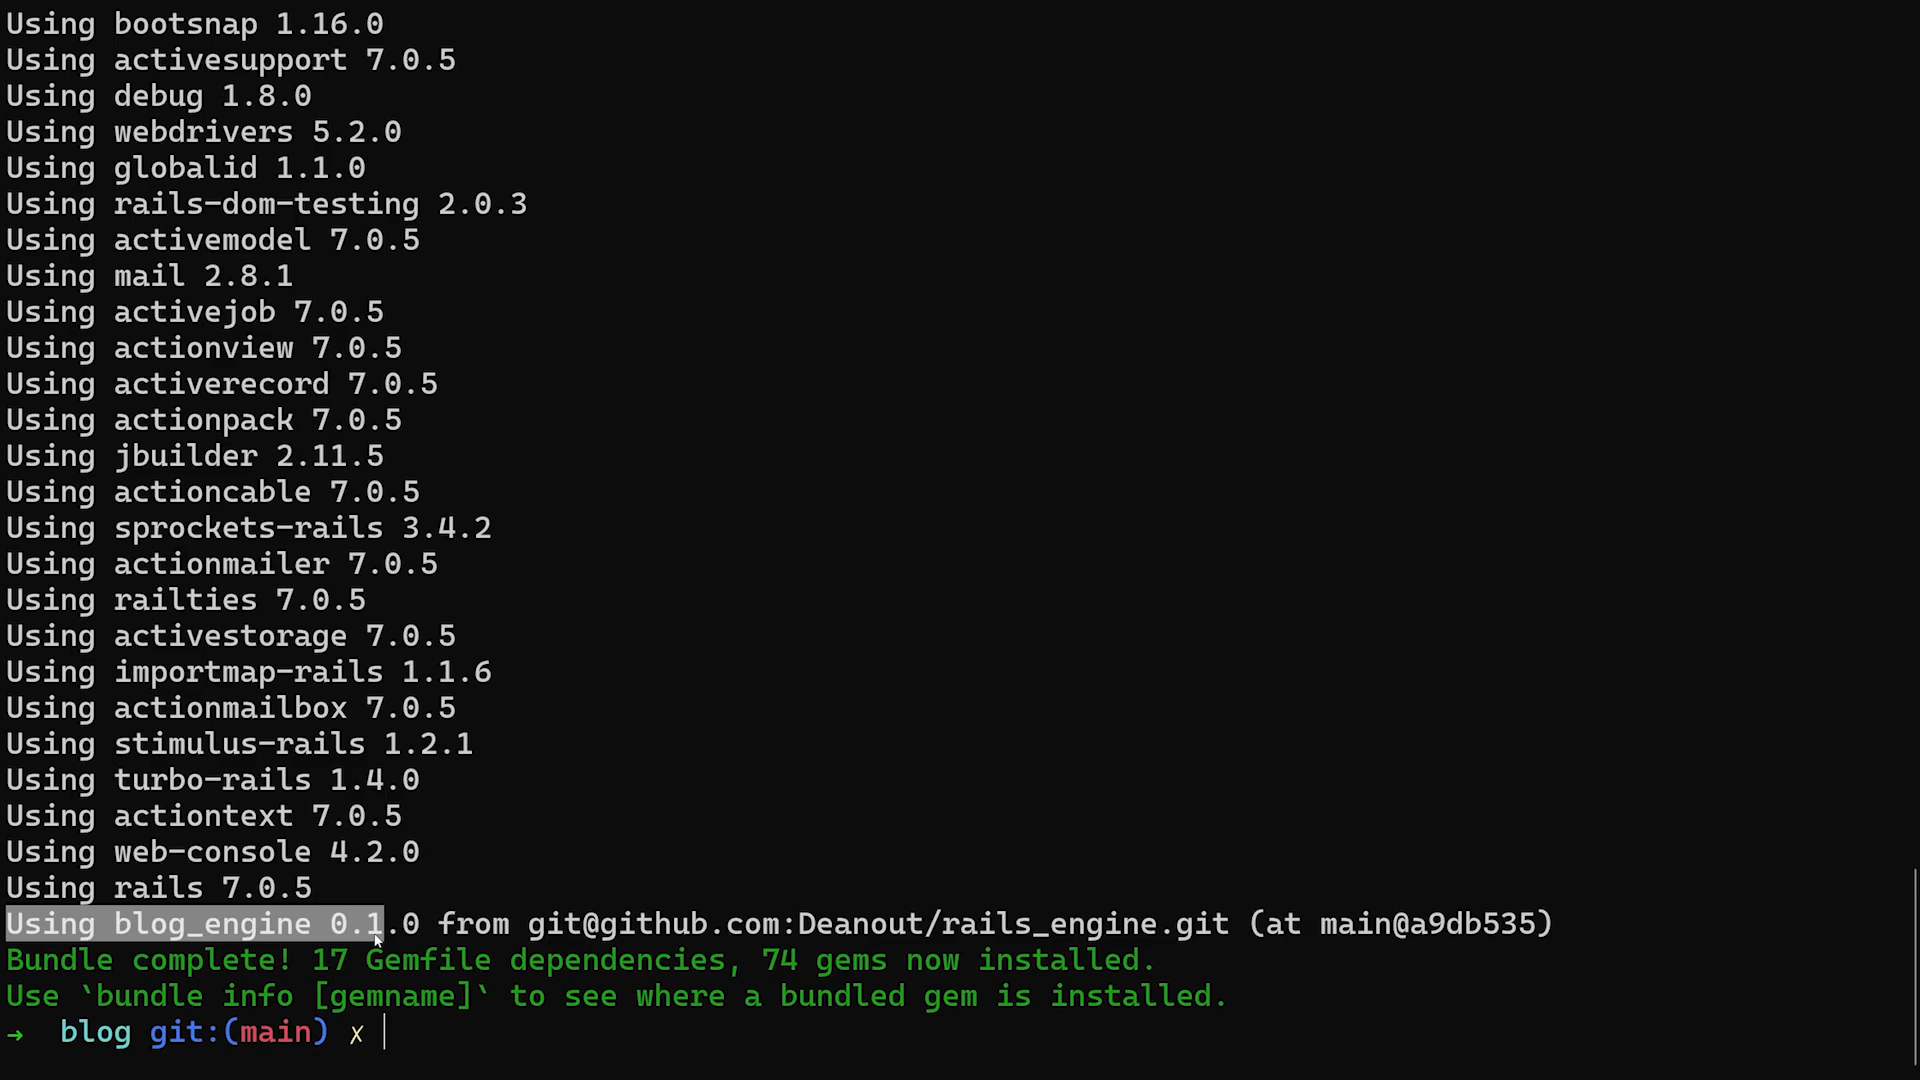 Using bootsnap 1.16.0
Using activesupport 7.0.5
Using debug 1.8.0
Using webdrivers 5.2.0
Using globalid 1.1.0
Using rails-dom-testing 2.0.3
Using activemodel 7.0.5
Using mail 2.8.1
Using activejob 7.0.5
Using actionview 7.0.5
Using activerecord 7.0.5
Using actionpack 7.0.5
Using jbuilder 2.11.5
Using actioncable 7.0.5
Using sprockets-rails 3.4.2
Using actionmailer 7.0.5
Using railties 7.0.5
Using activestorage 7.0.5
Using importmap-rails 1.1.6
Using actionmailbox 7.0.5
Using stimulus-rails 1.2.1
Using turbo-rails 1.4.0
Using actiontext 7.0.5
Using web-console 4.2.0
Using rails 7.0.5
Using blog_engine 0.1.0 from git@github.com:Deanout/rails_engine.git (at main@a9db535)
Bundle complete! 17 Gemfile dependencies, 74 gems now installed.
Use `bundle info [gemname]` to see where a bundled gem is installed.
→ blog git:(main) ✗